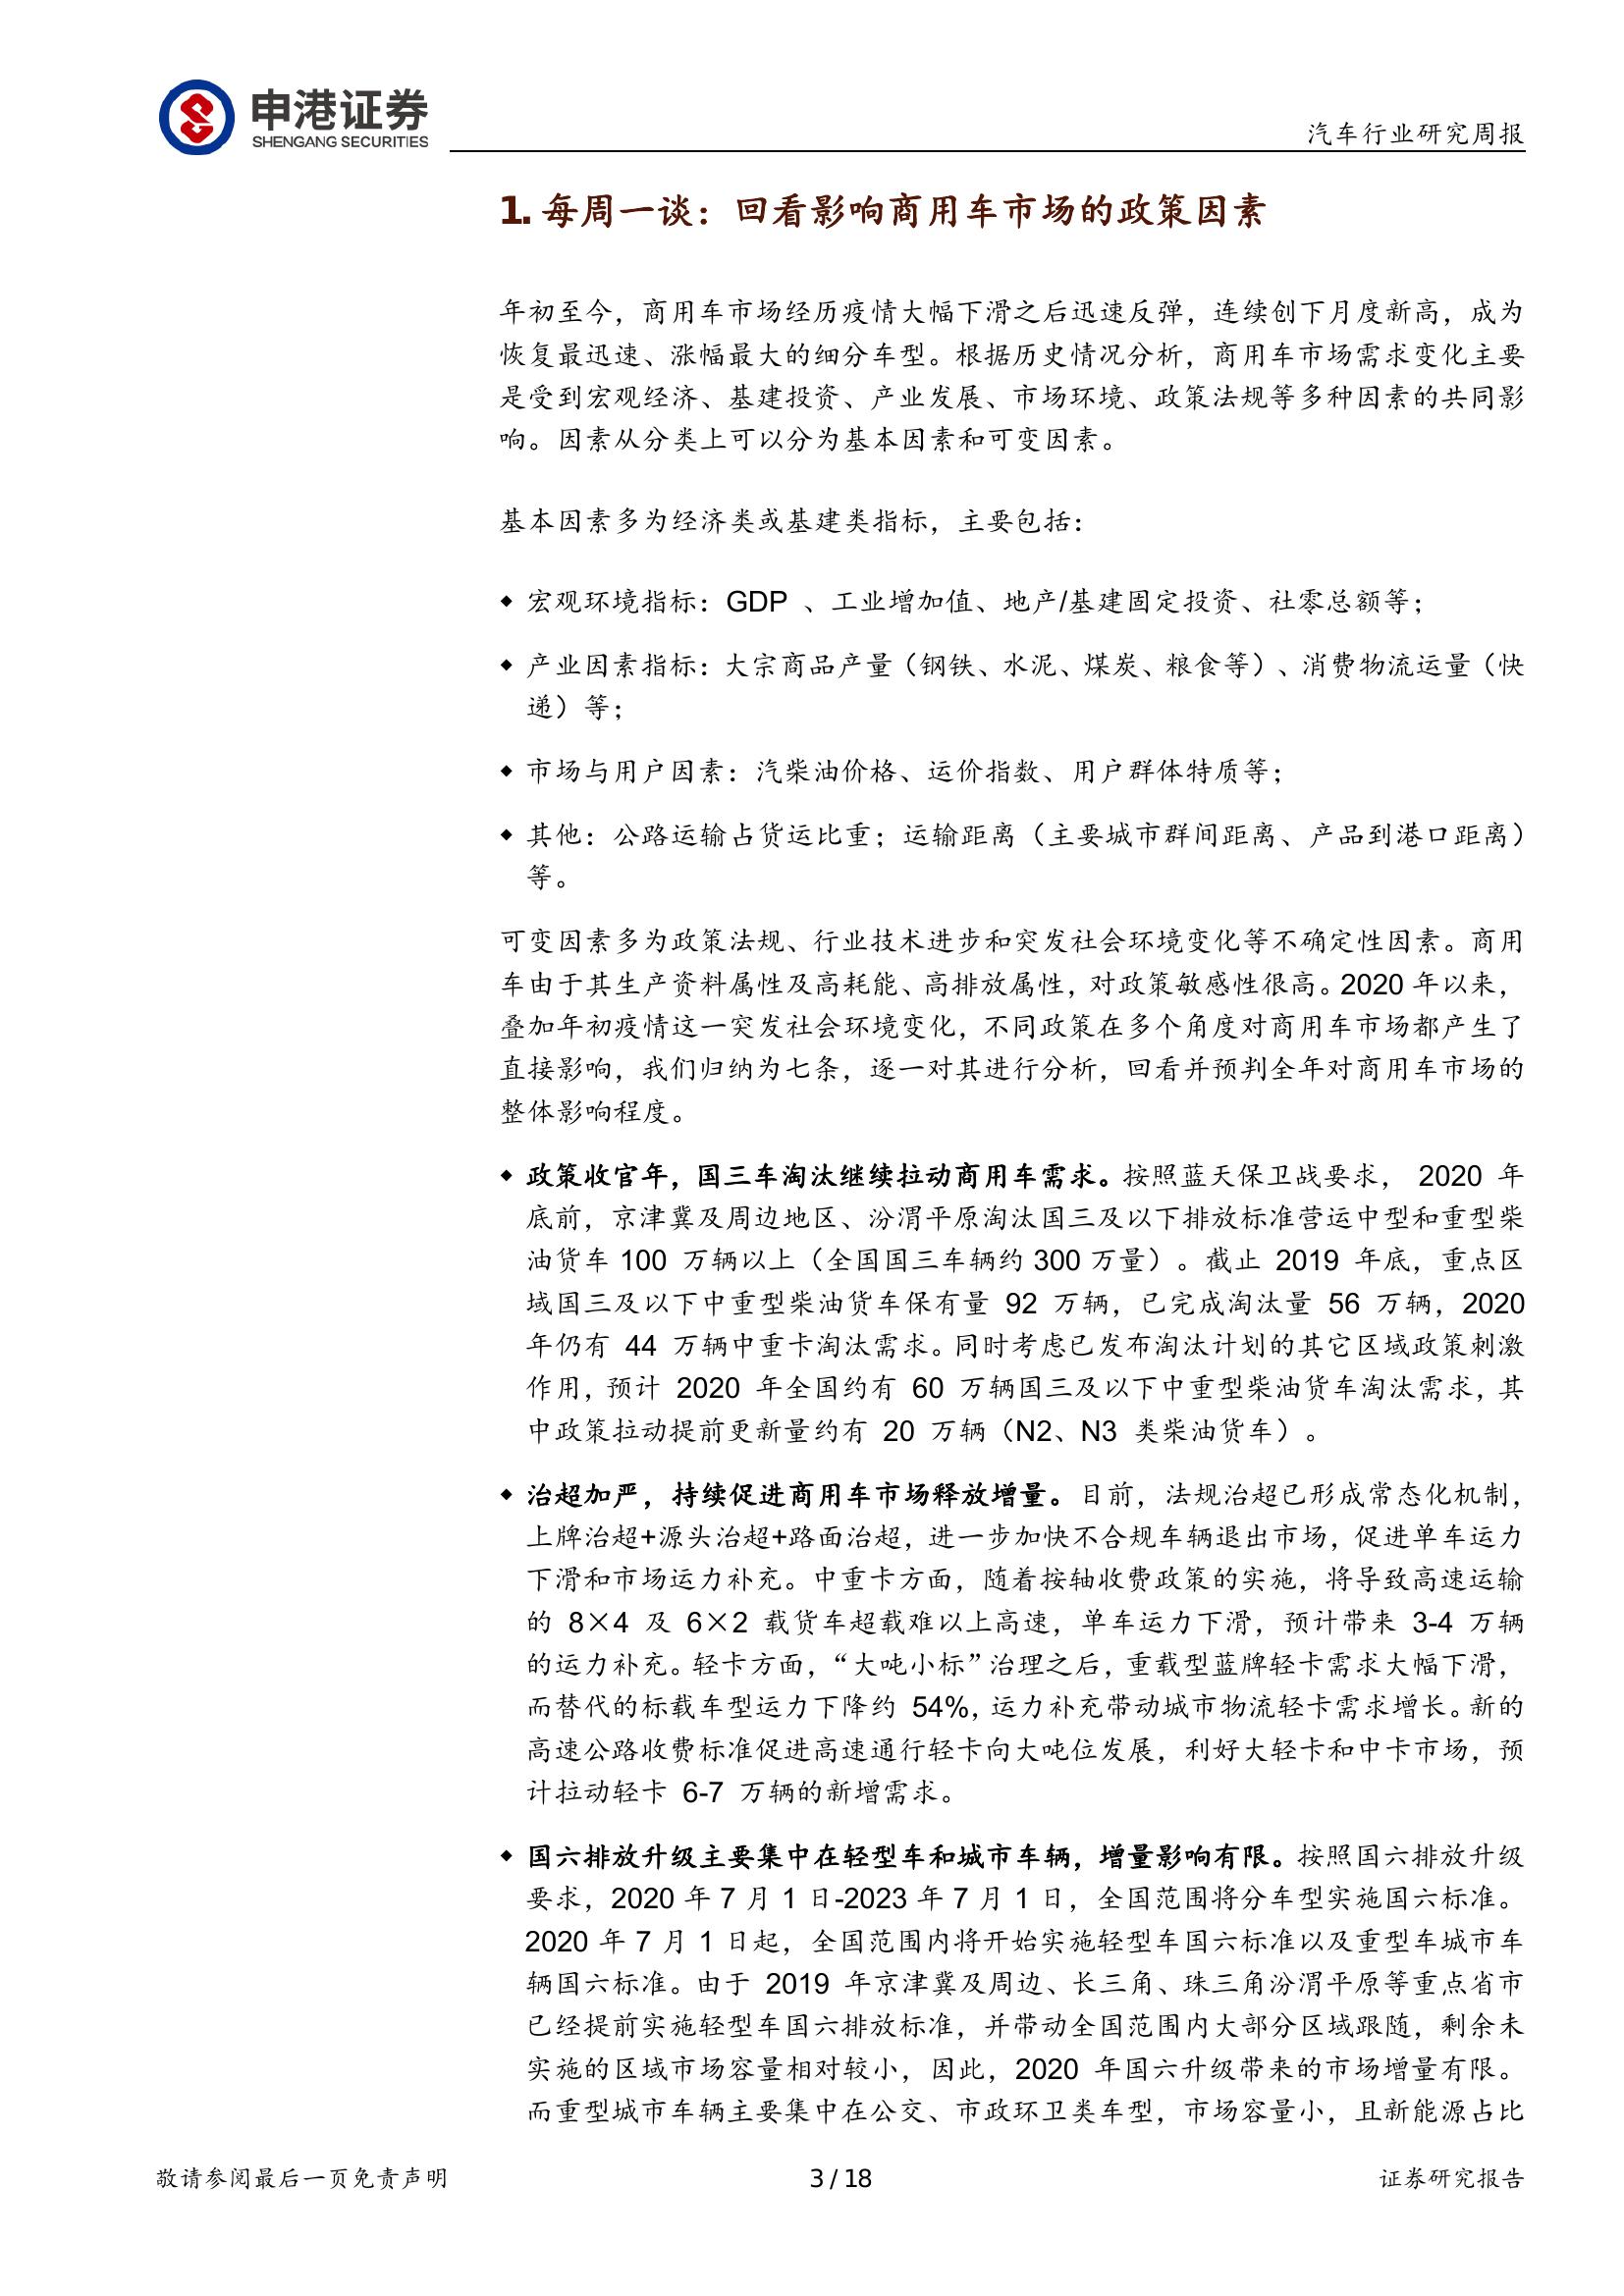 申港证券
SHENGANG SECURITIES
汽车行业研究周报
1. 每周一谈：回看影响商用车市场的政策因素
年初至今，商用车市场经历疫情大幅下滑之后迅速反弹，连续创下月度新高，成为
恢复最迅速、涨幅最大的细分车型。根据历史情况分析，商用车市场需求变化主要
是受到宏观经济、基建投资、产业发展、市场环境、政策法规等多种因素的共同影
响。因素从分类上可以分为基本因素和可变因素。
基本因素多为经济类或基建类指标，主要包括：
◆ 宏观环境指标：GDP 、工业增加值、地产/基建固定投资、社零总额等；
◆ 产业因素指标：大宗商品产量（钢铁、水泥、煤炭、粮食等）、消费物流运量（快
递）等；
◆ 市场与用户因素：汽柴油价格、运价指数、用户群体特质等；
◆ 其他：公路运输占货运比重；运输距离（主要城市群间距离、产品到港口距离）
等。
可变因素多为政策法规、行业技术进步和突发社会环境变化等不确定性因素。商用
车由于其生产资料属性及高耗能、高排放属性，对政策敏感性很高。2020 年以来，
叠加年初疫情这一突发社会环境变化，不同政策在多个角度对商用车市场都产生了
直接影响，我们归纳为七条，逐一对其进行分析，回看并预判全年对商用车市场的
整体影响程度。
◆ 政策收官年，国三车淘汰继续拉动商用车需求。按照蓝天保卫战要求， 2020 年
底前，京津冀及周边地区、汾渭平原淘汰国三及以下排放标准营运中型和重型柴
油货车 100 万辆以上（全国国三车辆约 300 万量）。截止 2019 年底，重点区
域国三及以下中重型柴油货车保有量 92 万辆，已完成淘汰量 56 万辆，2020
年仍有 44 万辆中重卡淘汰需求。同时考虑已发布淘汰计划的其它区域政策刺激
作用，预计 2020 年全国约有 60 万辆国三及以下中重型柴油货车淘汰需求，其
中政策拉动提前更新量约有 20 万辆（N2、N3 类柴油货车）。
◆ 治超加严，持续促进商用车市场释放增量。目前，法规治超已形成常态化机制，
上牌治超+源头治超+路面治超，进一步加快不合规车辆退出市场，促进单车运力
下滑和市场运力补充。中重卡方面，随着按轴收费政策的实施，将导致高速运输
的 8×4 及 6×2 载货车超载难以上高速，单车运力下滑，预计带来 3-4 万辆
的运力补充。轻卡方面，“大吨小标”治理之后，重载型蓝牌轻卡需求大幅下滑，
而替代的标载车型运力下降约 54%，运力补充带动城市物流轻卡需求增长。新的
高速公路收费标准促进高速通行轻卡向大吨位发展，利好大轻卡和中卡市场，预
计拉动轻卡 6-7 万辆的新增需求。
◆ 国六排放升级主要集中在轻型车和城市车辆，增量影响有限。按照国六排放升级
要求，2020 年 7 月 1 日-2023 年 7 月 1 日，全国范围将分车型实施国六标准。
2020 年 7 月 1 日起，全国范围内将开始实施轻型车国六标准以及重型车城市车
辆国六标准。由于 2019 年京津冀及周边、长三角、珠三角汾渭平原等重点省市
已经提前实施轻型车国六排放标准，并带动全国范围内大部分区域跟随，剩余未
实施的区域市场容量相对较小，因此，2020 年国六升级带来的市场增量有限。
而重型城市车辆主要集中在公交、市政环卫类车型，市场容量小，且新能源占比
敬请参阅最后一页免责声明
3 / 18
证券研究报告